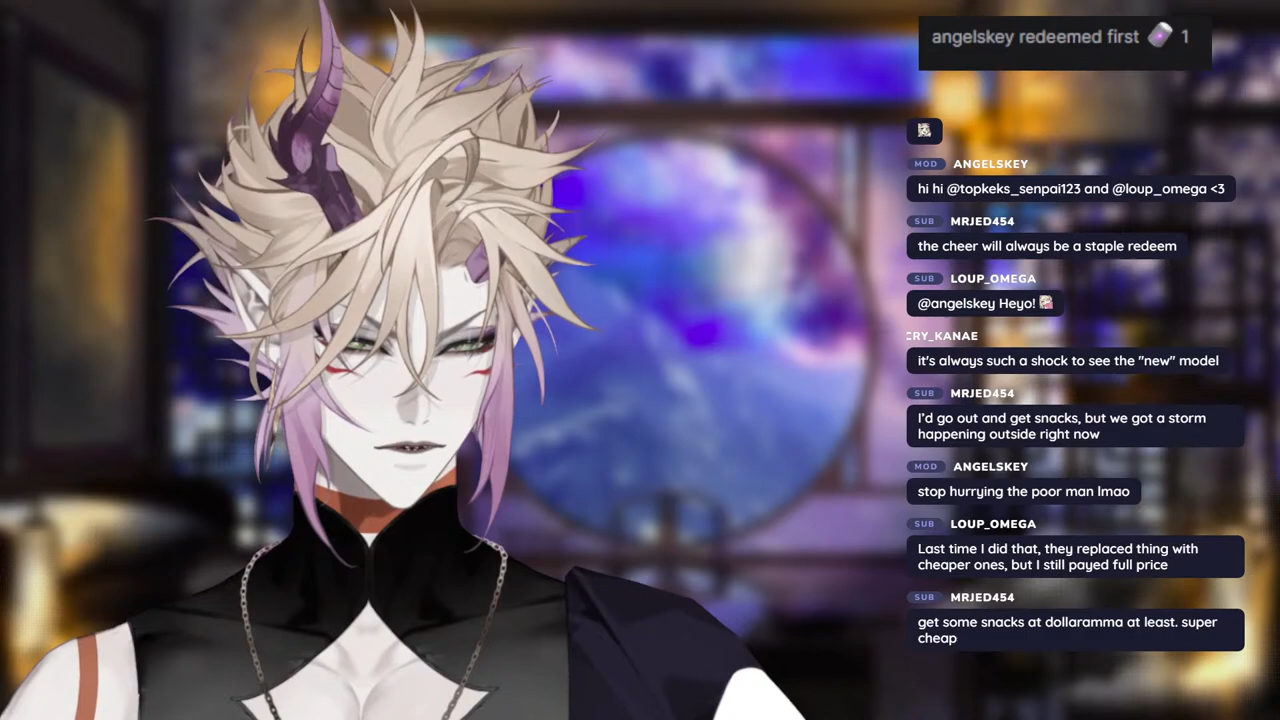 angelskey redeemed first 1
MOD ANGELSKEY
hi hi @topkeks_senpai123 and @loup_omega <3
SUB MRJED454
the cheer will always be a staple redeem
SUB LOUP_OMEGA
@angelskey Heyo!
ERY_KANAE
it's always such a shock to see the "new" model
SUB MRJED454
I'd go out and get snacks, but we got a storm
happening outside right now
MOD ANGELSKEY
stop hurrying the poor man lmao
SUB LOUP_OMEGA
Last time I did that, they replaced thing with
cheaper ones, but I still payed full price
SUB MRJED454
get some snacks at dollaramma at least. super
cheap